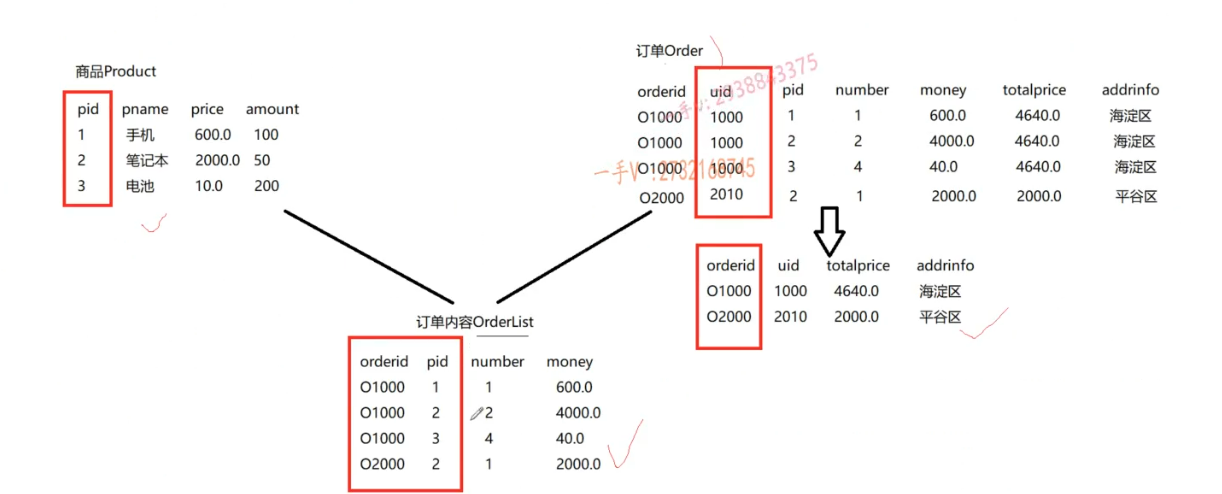 商品Product
pid pname price amount
1 手机 600.0 100
2 笔记本 2000.0 50
3 电池 10.0 200
订单Order
orderid uid pid number money totalprice addrinfo
O1000 1000 1 1 600.0 4640.0 海淀区
O1000 1000 2 2 4000.0 4640.0 海淀区
O1000 1000 3 4 40.0 4640.0 海淀区
O2000 2010 2 1 2000.0 2000.0 平谷区
一手V:2732163745
orderid uid totalprice addrinfo
O1000 1000 4640.0 海淀区
O2000 2010 2000.0 平谷区
订单内容OrderList
orderid pid number money
O1000 1 1 600.0
O1000 2 2 4000.0
O1000 3 4 40.0
O2000 2 1 2000.0